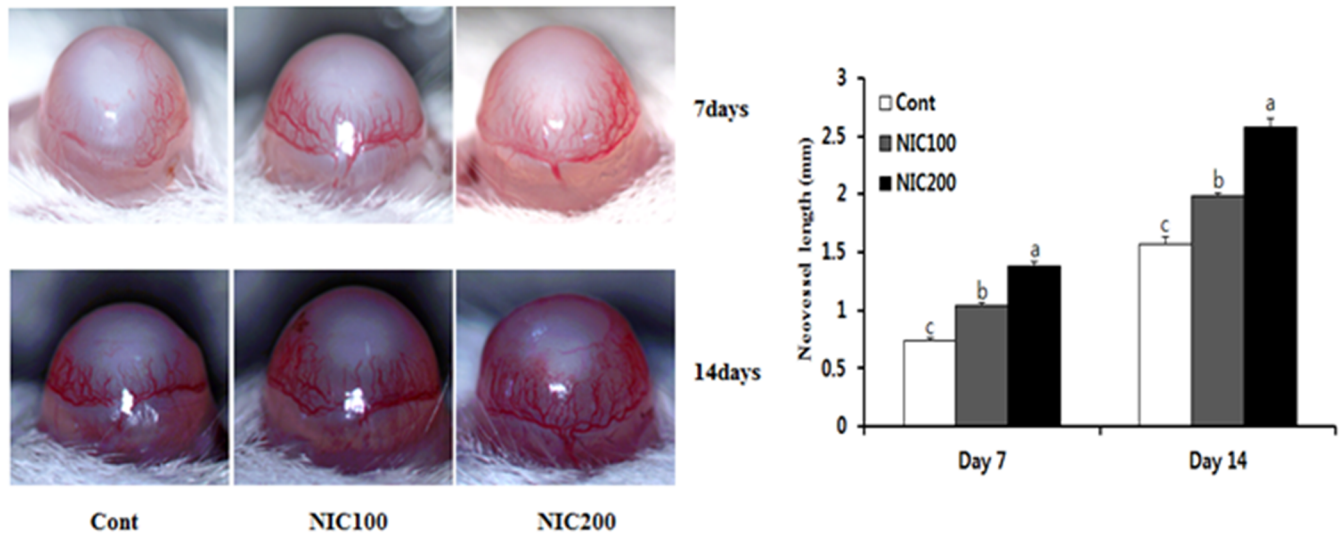 7days
14days
Cont
NIC100
NIC200
3
2.5
2
1.5
1
0.5
0
Neovessel length (mm)
Cont
NIC100
NIC200
c
b
a
c
b
a
Day 7
Day 14